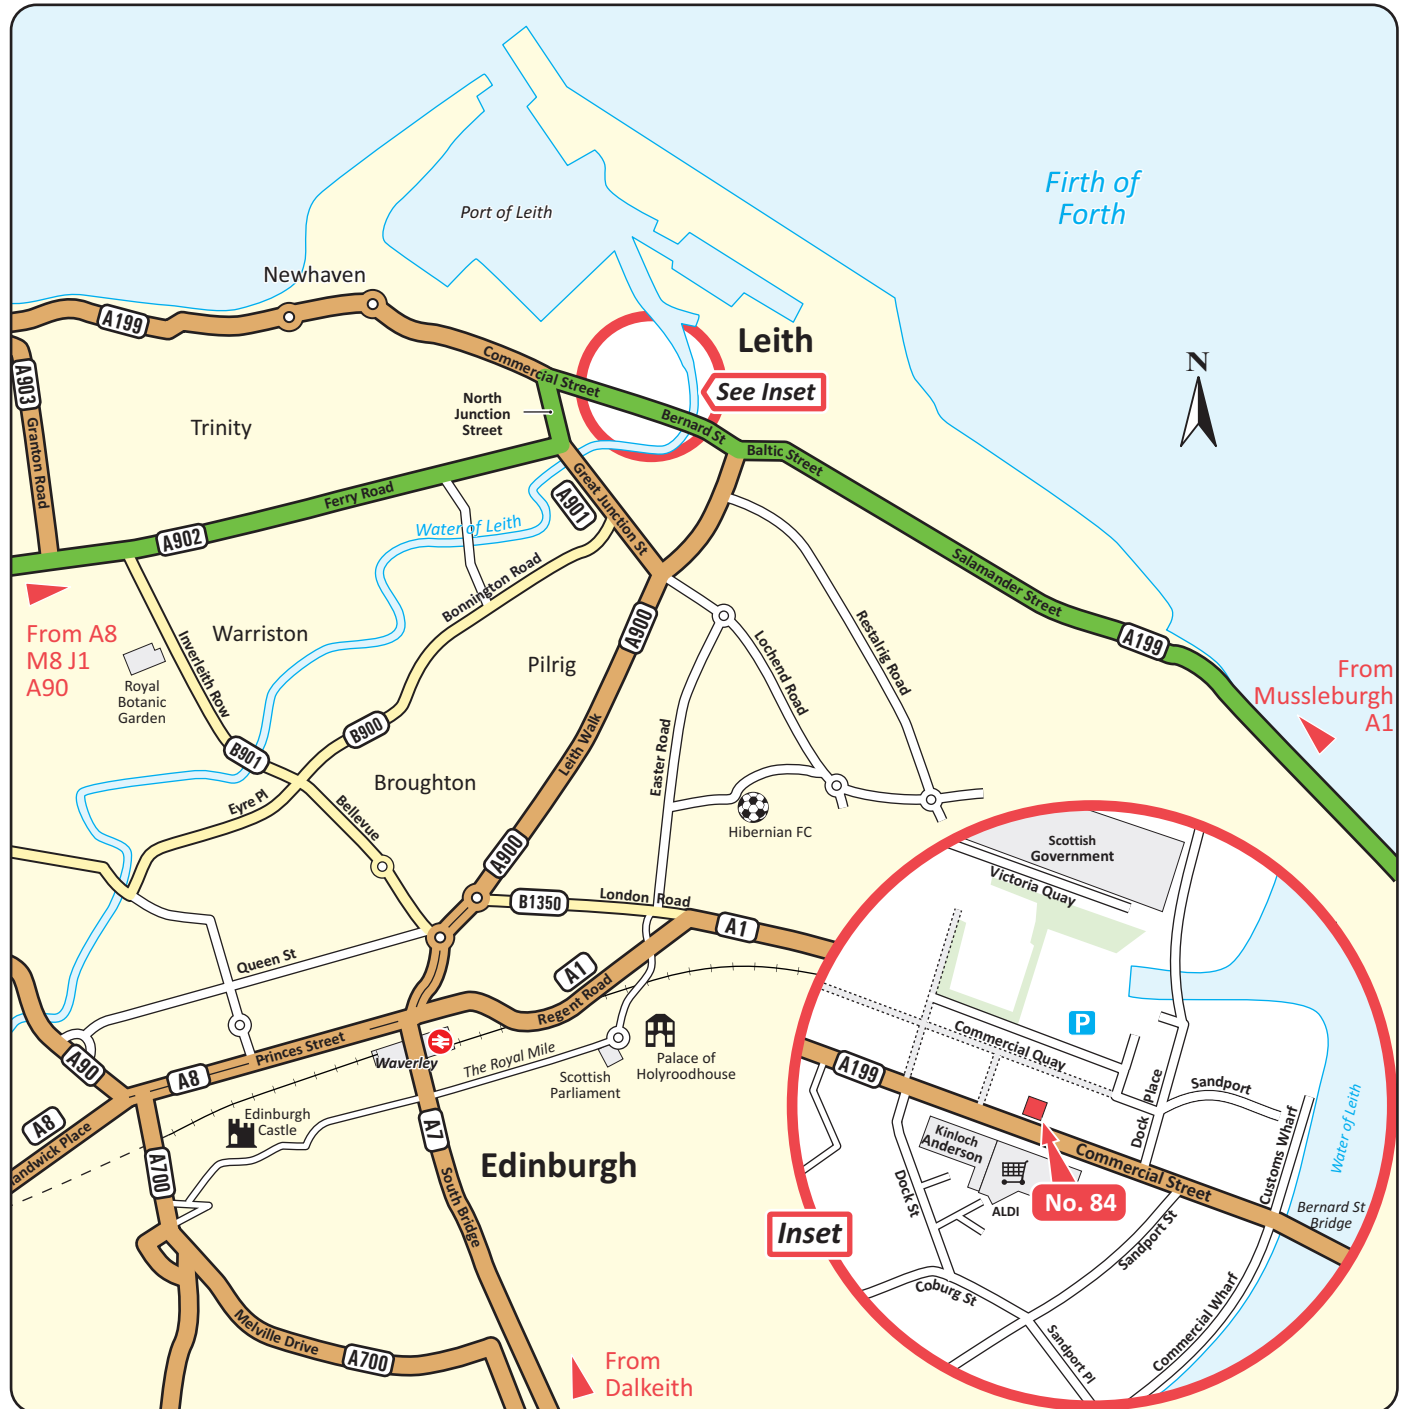 Firth of
Forth
Port of Leith
Newhaven
A199
Leith
See Inset
Commercial Street
N
A903
Granton Road
North
Junction
Street
Trinity
Bernard St
Baltic Street
Ferry Road
Great Junction St
A901
A902
Water of Leith
Bonnington Road
Salamander Street
A199
From A8
M8 J1
A90
Warriston
Inverleith Row
Royal
Botanic
Garden
Pilrig
A900
Lochend Road
Restalrig Road
From
Mussleburgh
A1
B900
B901
Leith Walk
Easter Road
Broughton
Eyre Pl
Bellevue
Hibernian FC
A900
London Road
B1350
A1
Queen St
A1
Regent Road
Princes Street
Waverley
The Royal Mile
Palace of
Holyroodhouse
Scottish
Parliament
A90
A8
A8
andwick Place
Edinburgh
Castle
A7
A700
Edinburgh
South Bridge
Melville Drive
A700
From
Dalkeith
Inset
Scottish
Government
Victoria Quay
P
Commercial Quay
A199
Dock Place
Sandport
Customs Wharf
Water of Leith
Kinloch
Anderson
Commercial Street
ALDI
No. 84
Dock St
Bernard St
Bridge
Sandport St
Coburg St
Commercial Wharf
Sandport Pl